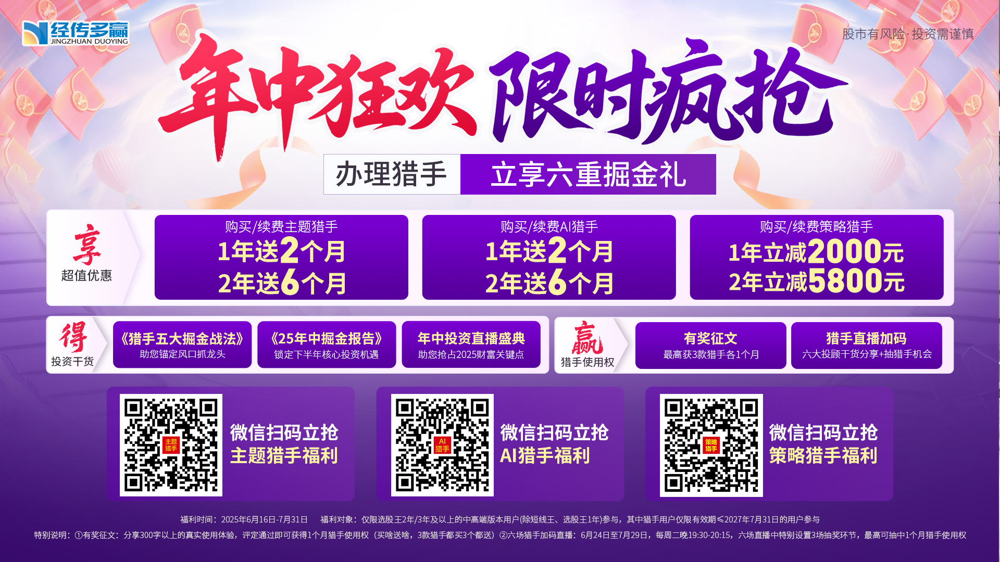 经传多赢
JINGZHUAN DUOYING
股市有风险·投资需谨慎
年中狂欢 限时疯抢
办理猎手 立享六重掘金礼
享
超值优惠
购买/续费主题猎手
1年送2个月
2年送6个月
购买/续费AI猎手
1年送2个月
2年送6个月
购买/续费策略猎手
1年立减2000元
2年立减5800元
得
投资干货
《猎手五大掘金战法》
助您锚定风口抓龙头
《25年中掘金报告》
锁定下半年核心投资机遇
年中投资直播盛典
助您抢占2025财富关键点
赢
猎手使用权
有奖征文
最高获3款猎手各1个月
猎手直播加码
六大投顾干货分享+抽猎手机会
主题
猎手
微信扫码立抢
主题猎手福利
AI
猎手
微信扫码立抢
AI猎手福利
策略
猎手
微信扫码立抢
策略猎手福利
福利时间：2025年6月16日-7月31日 福利对象：仅限选股王2年/3年及以上的中高端版本用户(除短线王、选股王1年)参与，其中猎手用户仅限有效期≤2027年7月31日的用户参与
特别说明：①有奖征文：分享300字以上的真实使用体验，评定通过即可获得1个月猎手使用权（买啥送啥，3款猎手都买3个都送）②六场猎手加码直播：6月24日至7月29日，每周二晚19:30-20:15，六场直播中特别设置3场抽奖环节，最高可抽中1个月猎手使用权